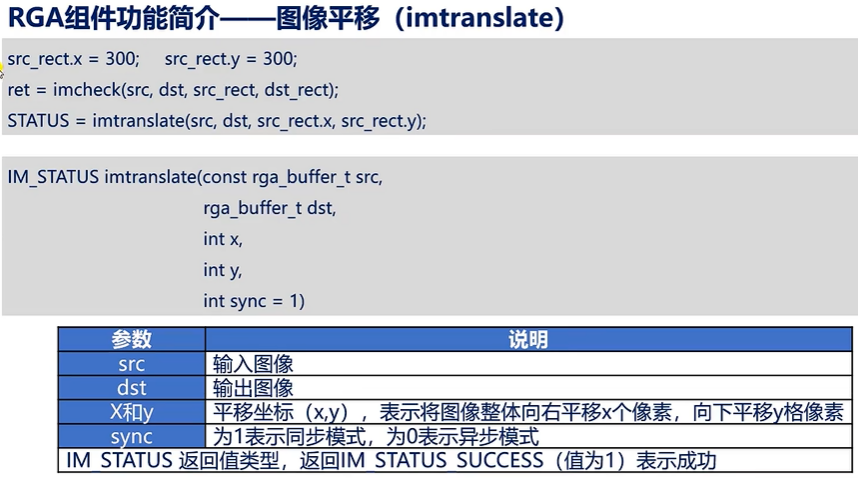 RGA组件功能简介——图像平移（imtranslate）
src_rect.x = 300; src_rect.y = 300;
ret = imcheck(src, dst, src_rect, dst_rect);
STATUS = imtranslate(src, dst, src_rect.x, src_rect.y);
IM_STATUS imtranslate(const rga_buffer_t src,
rga_buffer_t dst,
int x,
int y,
int sync = 1)
参数 说明
src 输入图像
dst 输出图像
X和y 平移坐标（x,y），表示将图像整体向右平移x个像素，向下平移y格像素
sync 为1表示同步模式，为0表示异步模式
IM_STATUS 返回值类型，返回IM_STATUS_SUCCESS（值为1）表示成功